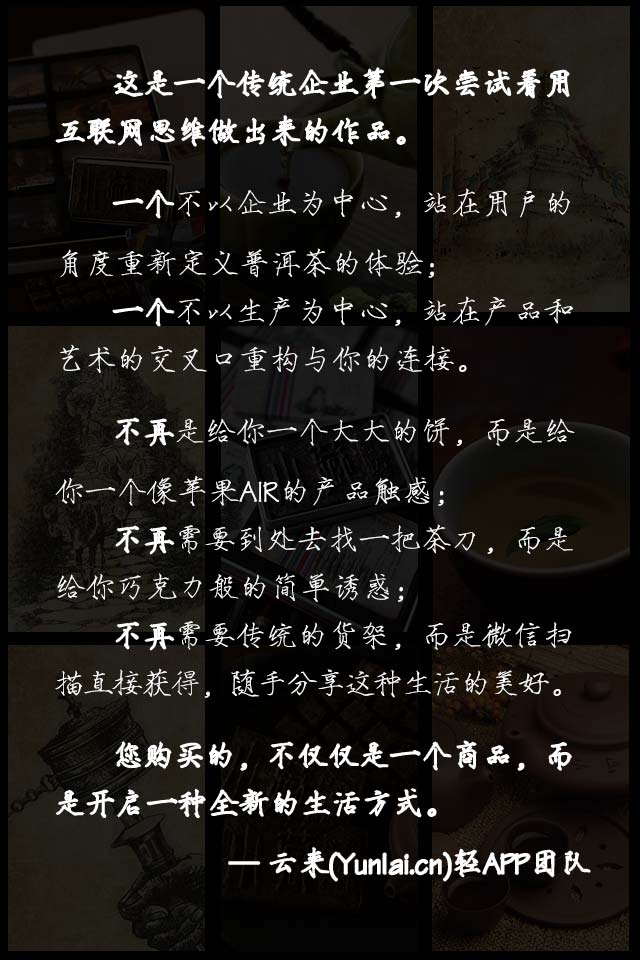 这是一个传统企业第一次尝试着用
互联网思维做出来的作品。
一个不以企业为中心，站在用户的
角度重新定义普洱茶的体验；
一个不以生产为中心，站在产品和
艺术的交叉口重构与你的连接。
不再是给你一个大大的饼，而是给
你一个像苹果AIR的产品触感；
不再需要到处去找一把茶刀，而是
给你巧克力般的简单诱惑；
不再需要传统的货架，而是微信扫
描直接获得，随手分享这种生活的美好。
您购买的，不仅仅是一个商品，而
是开启一种全新的生活方式。
— 云来(Yunlai.cn)轻APP团队